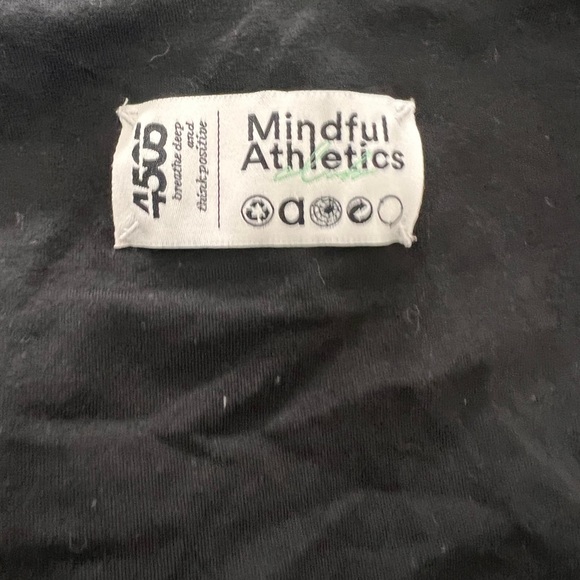 4505
breathe deep
and
think positive
Mindful
Athletics
a